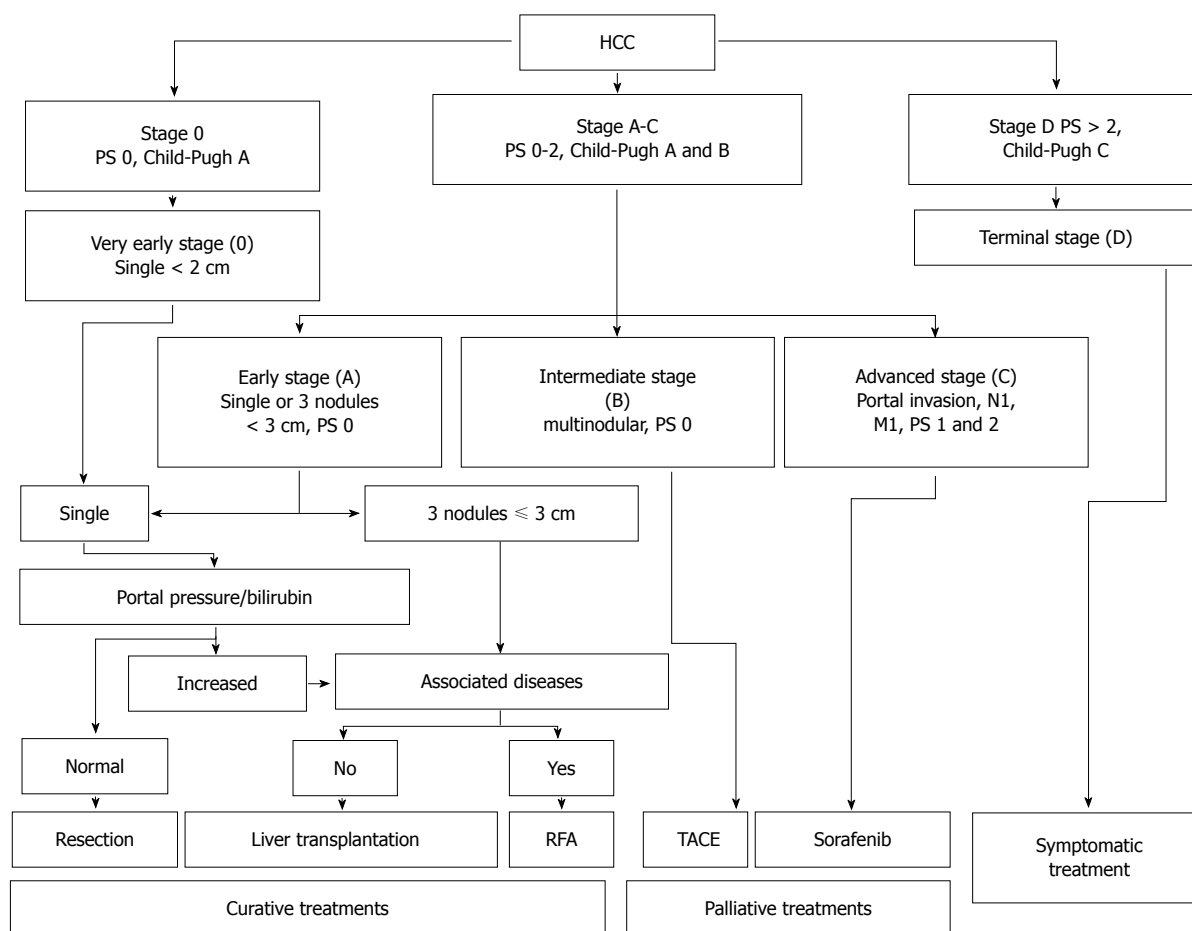 HCC
Stage 0
PS 0, Child-Pugh A
Stage A-C
PS 0-2, Child-Pugh A and B
Stage D PS > 2,
Child-Pugh C
Very early stage (0)
Single < 2 cm
Terminal stage (D)
Early stage (A)
Single or 3 nodules
< 3 cm, PS 0
Intermediate stage
(B)
multinodular, PS 0
Advanced stage (C)
Portal invasion, N1,
M1, PS 1 and 2
Single
3 nodules ⩽ 3 cm
Portal pressure/bilirubin
Increased
Associated diseases
Normal
No
Yes
Resection
Liver transplantation
RFA
TACE
Sorafenib
Symptomatic
treatment
Curative treatments
Palliative treatments